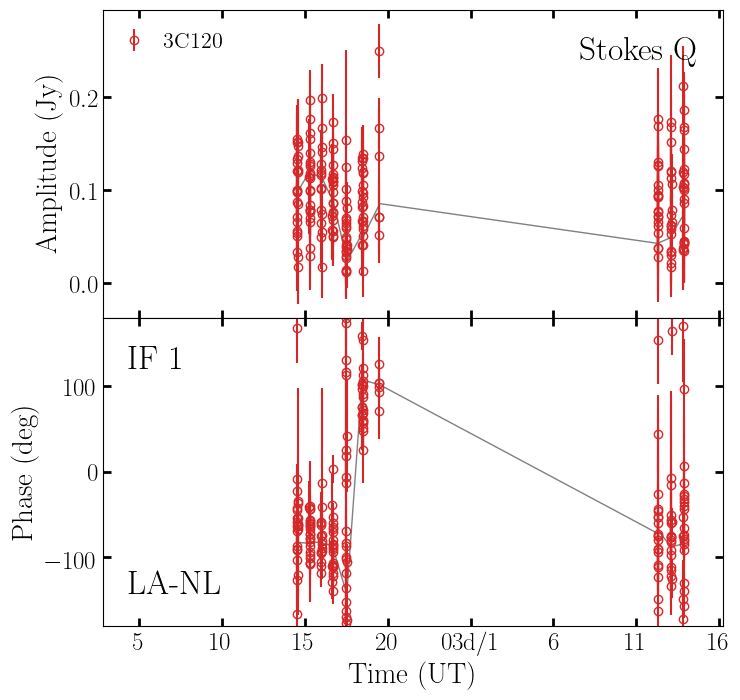 3C120
Stokes Q
Amplitude (Jy)
0.2
0.1
0.0
IF 1
LA-NL
Phase (deg)
100
0
−100
5 10 15 20 03d/1 6 11 16
Time (UT)